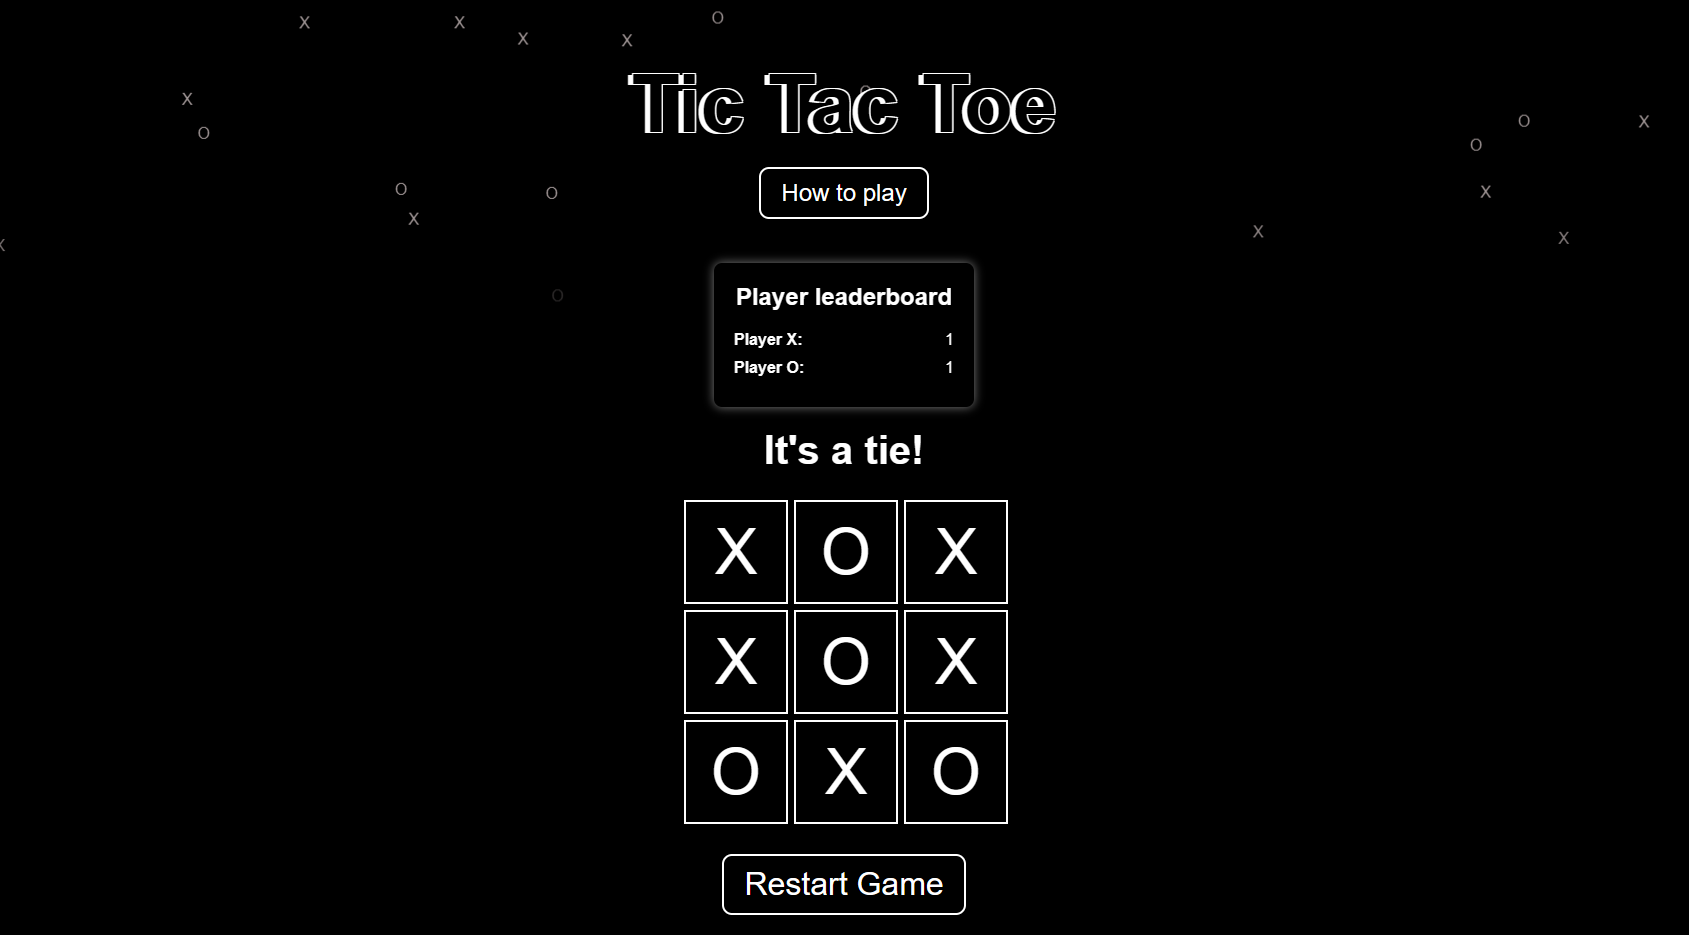 Tic Tac Toe
How to play
Player leaderboard
Player X: 1
Player O: 1
It's a tie!
X O X
X O X
O X O
Restart Game